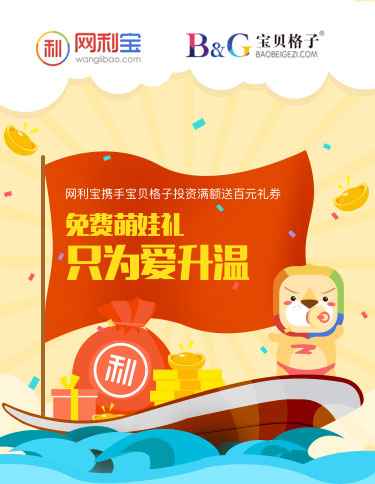 利 网利宝
wanglibao.com
B&G 宝贝格子®
BAOBEIGEZI.COM
网利宝携手宝贝格子投资满额送百元礼券
免费萌娃礼
只为爱升温
利